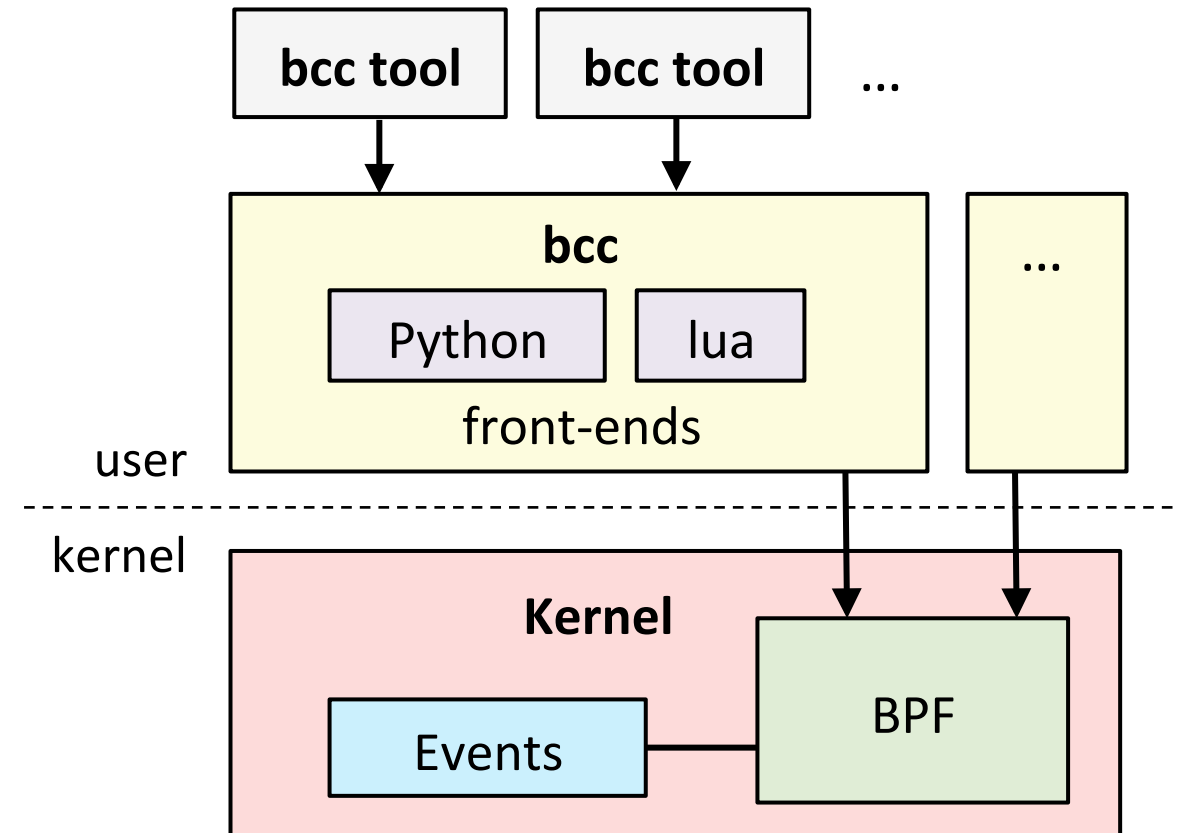 bcc tool
bcc tool
...
bcc
...
Python
lua
front-ends
user
kernel
Kernel
BPF
Events